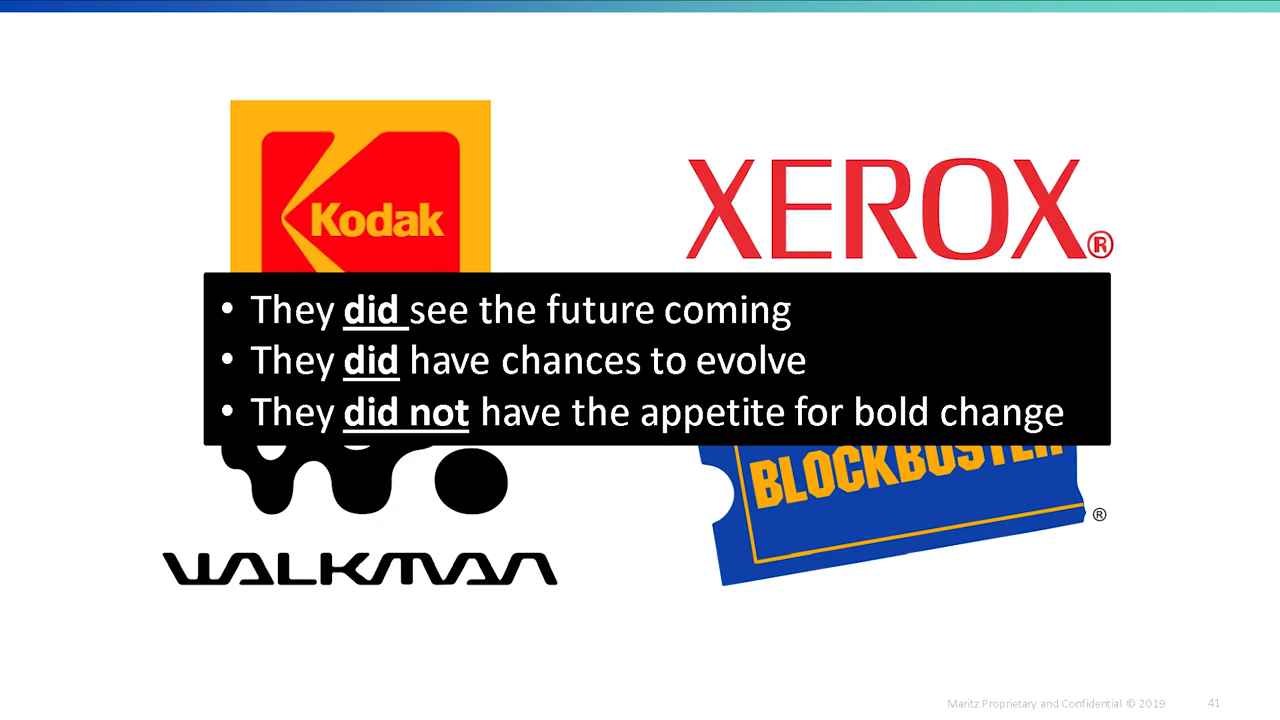 Kodak
XEROX®
• They did see the future coming
• They did have chances to evolve
• They did not have the appetite for bold change
BLOCKBUSTER
®
WALKMAN
Maritz Proprietary and Confidential © 2019
41